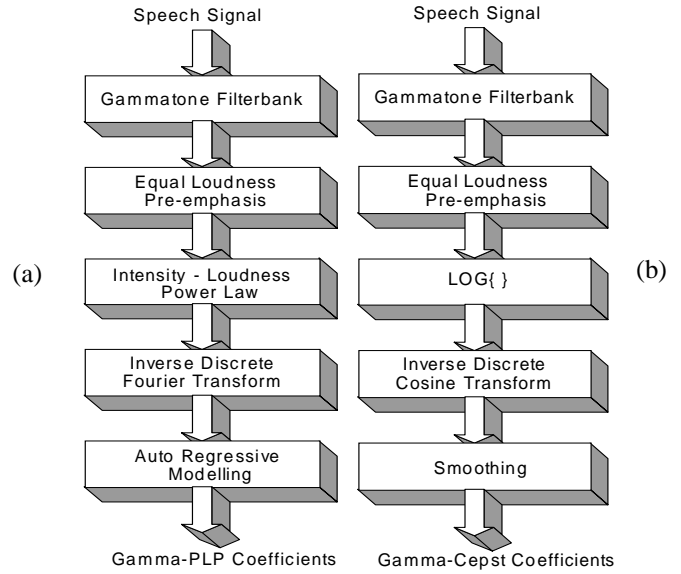 Speech Signal
Gammatone Filterbank
Equal Loudness
Pre-emphasis
(a)
Intensity - Loudness
Power Law
Inverse Discrete
Fourier Transform
Auto Regressive
Modelling
Gamma-PLP Coefficients
Speech Signal
Gammatone Filterbank
Equal Loudness
Pre-emphasis
LOG{ }
(b)
Inverse Discrete
Cosine Transform
Smoothing
Gamma-Cepst Coefficients